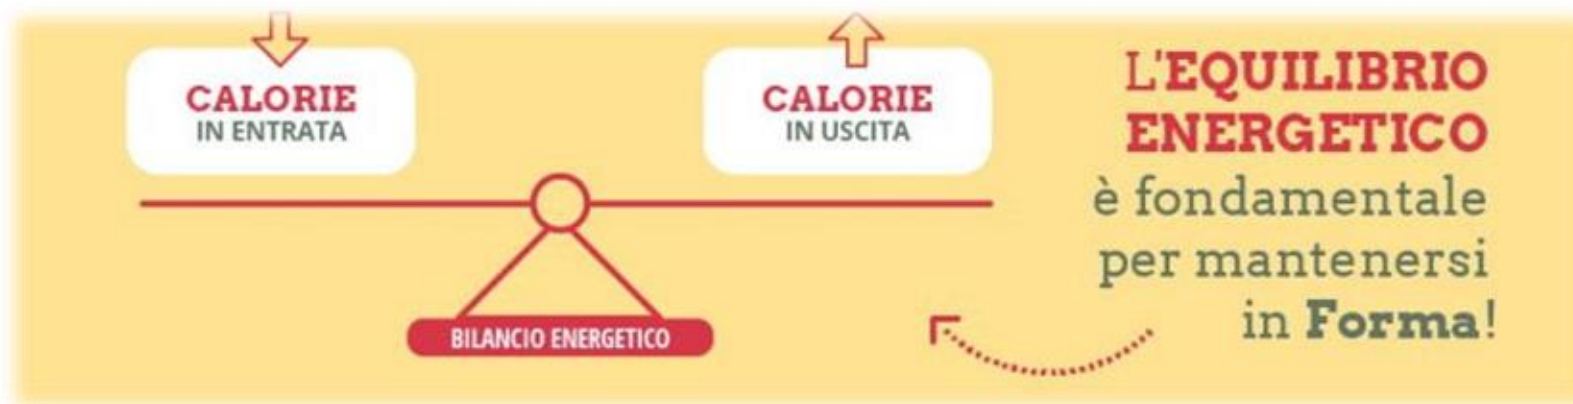 CALORIE
IN ENTRATA
CALORIE
IN USCITA
BILANCIO ENERGETICO
L'EQUILIBRIO
ENERGETICO
è fondamentale
per mantenersi
in Forma!